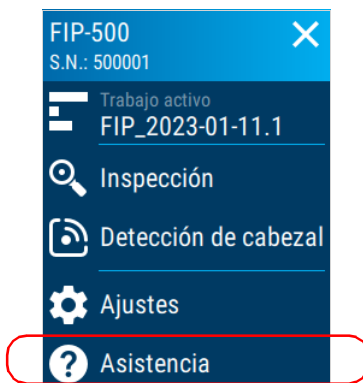 FIP-500
S.N.: 500001
Trabajo activo
FIP_2023-01-11.1
Inspección
Detección de cabezal
Ajustes
Asistencia